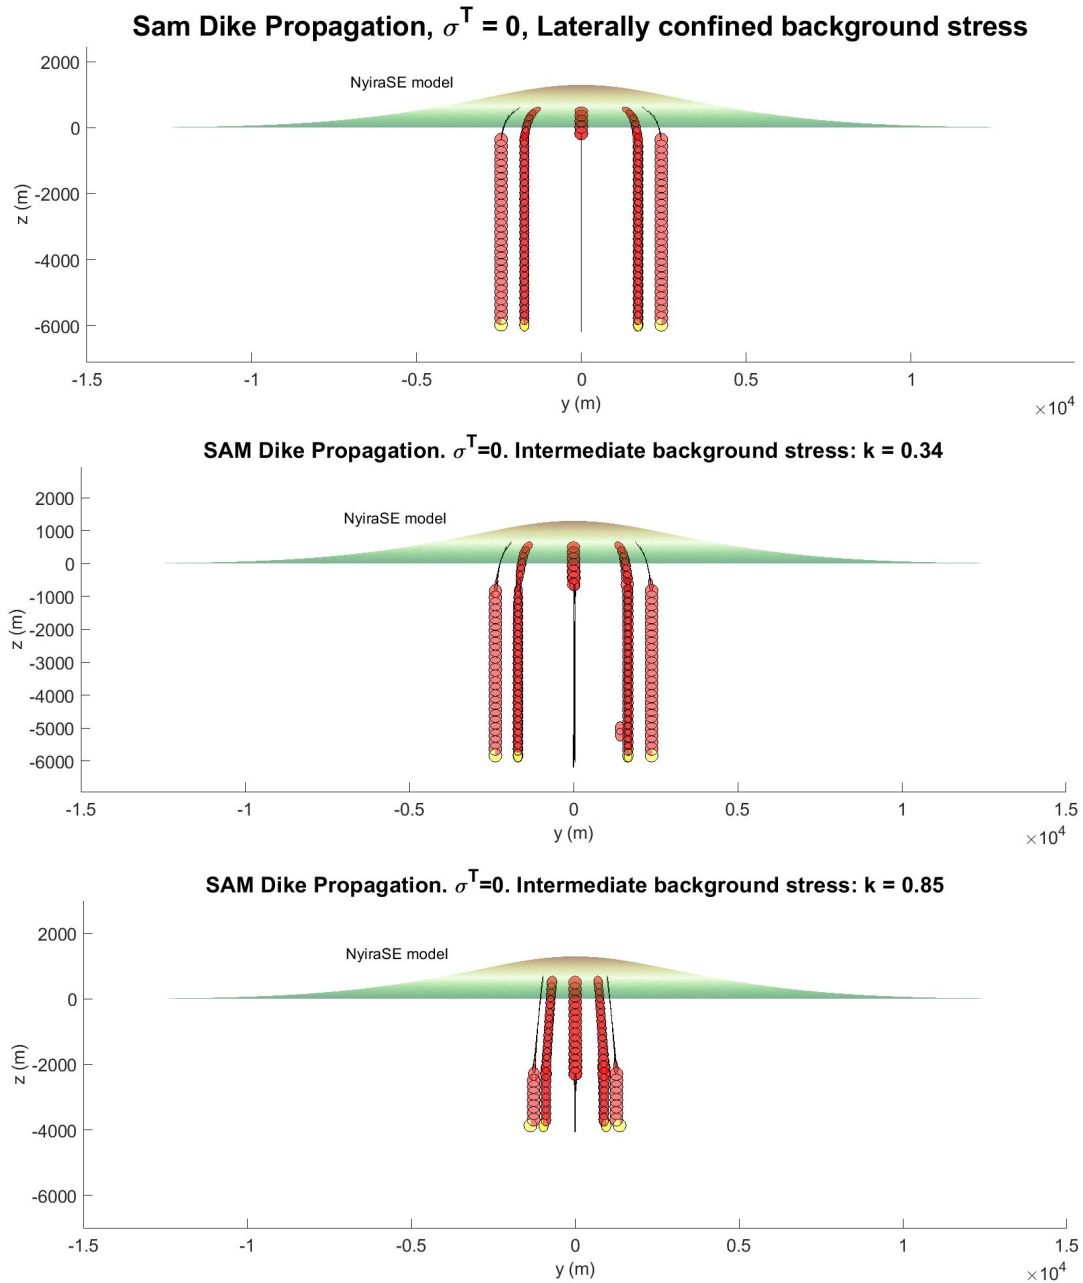 Sam Dike Propagation, σᵀ = 0, Laterally confined background stress
NyiraSE model
2000
0
-2000
-4000
-6000
z (m)
-1.5 -1 -0.5 0 0.5 1
y (m)
×10⁴
SAM Dike Propagation. σᵀ=0. Intermediate background stress: k = 0.34
NyiraSE model
2000
1000
0
-1000
-2000
-3000
-4000
-5000
-6000
z (m)
-1.5 -1 -0.5 0 0.5 1 1.5
y (m)
×10⁴
SAM Dike Propagation. σᵀ=0. Intermediate background stress: k = 0.85
NyiraSE model
2000
0
-2000
-4000
-6000
z (m)
-1.5 -1 -0.5 0 0.5 1 1.5
y (m)
×10⁴